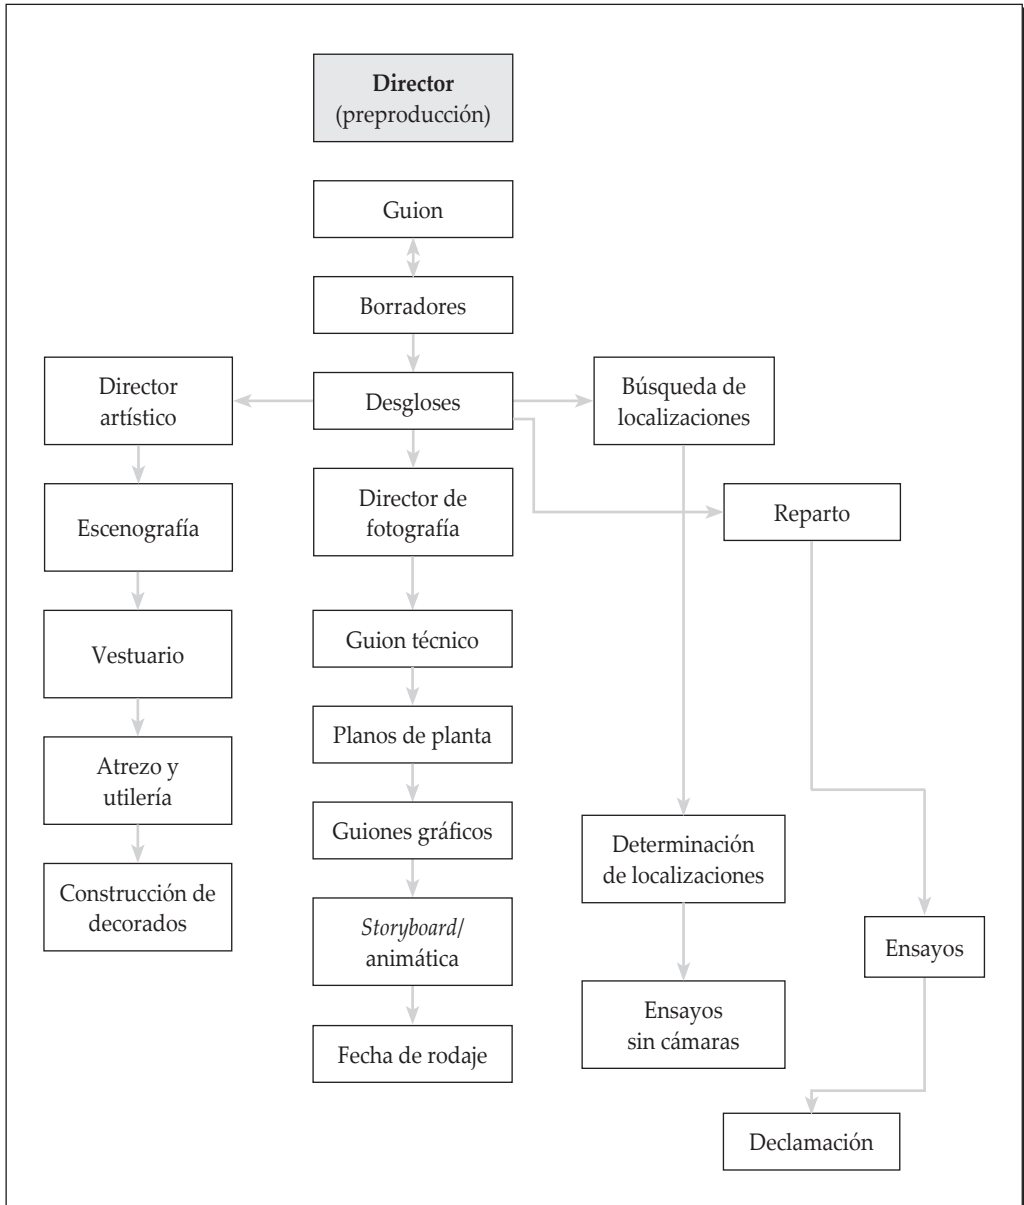 Director
(preproducción)
Guion
Borradores
Desgloses
Director
artístico
Escenografía
Vestuario
Atrezo y
utilería
Construcción de
decorados
Director de
fotografía
Guion técnico
Planos de planta
Guiones gráficos
Storyboard/
animática
Fecha de rodaje
Búsqueda de
localizaciones
Determinación
de localizaciones
Ensayos
sin cámaras
Reparto
Ensayos
Declamación